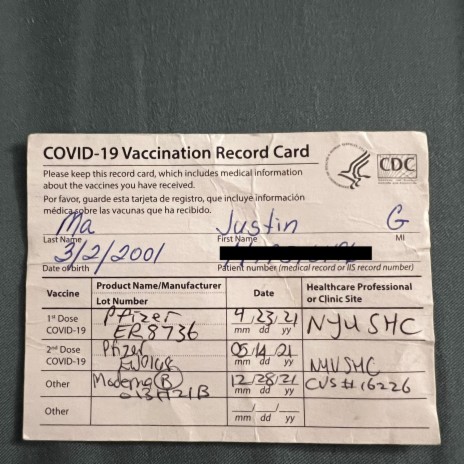 COVID-19 Vaccination Record Card
CDC
Please keep this record card, which includes medical information
about the vaccines you have received.
Por favor, guarde esta tarjeta de registro, que incluye información
médica sobre las vacunas que ha recibido.
Ma Justin G
Last Name First Name MI
3/2/2001
Date of birth Patient number (medical record or IIS record number)
Vaccine Product Name/Manufacturer Date Healthcare Professional
Lot Number or Clinic Site
1st Dose Pfizer 4/23/21 NYU SHC
COVID-19 ER8736 mm dd yy
2nd Dose Pfizer 05/14/21
COVID-19 mm dd yy NYU SHC
Other Moderna (B) 12/28/21 CVS # 16226
013H21B mm dd yy
Other / /
mm dd yy